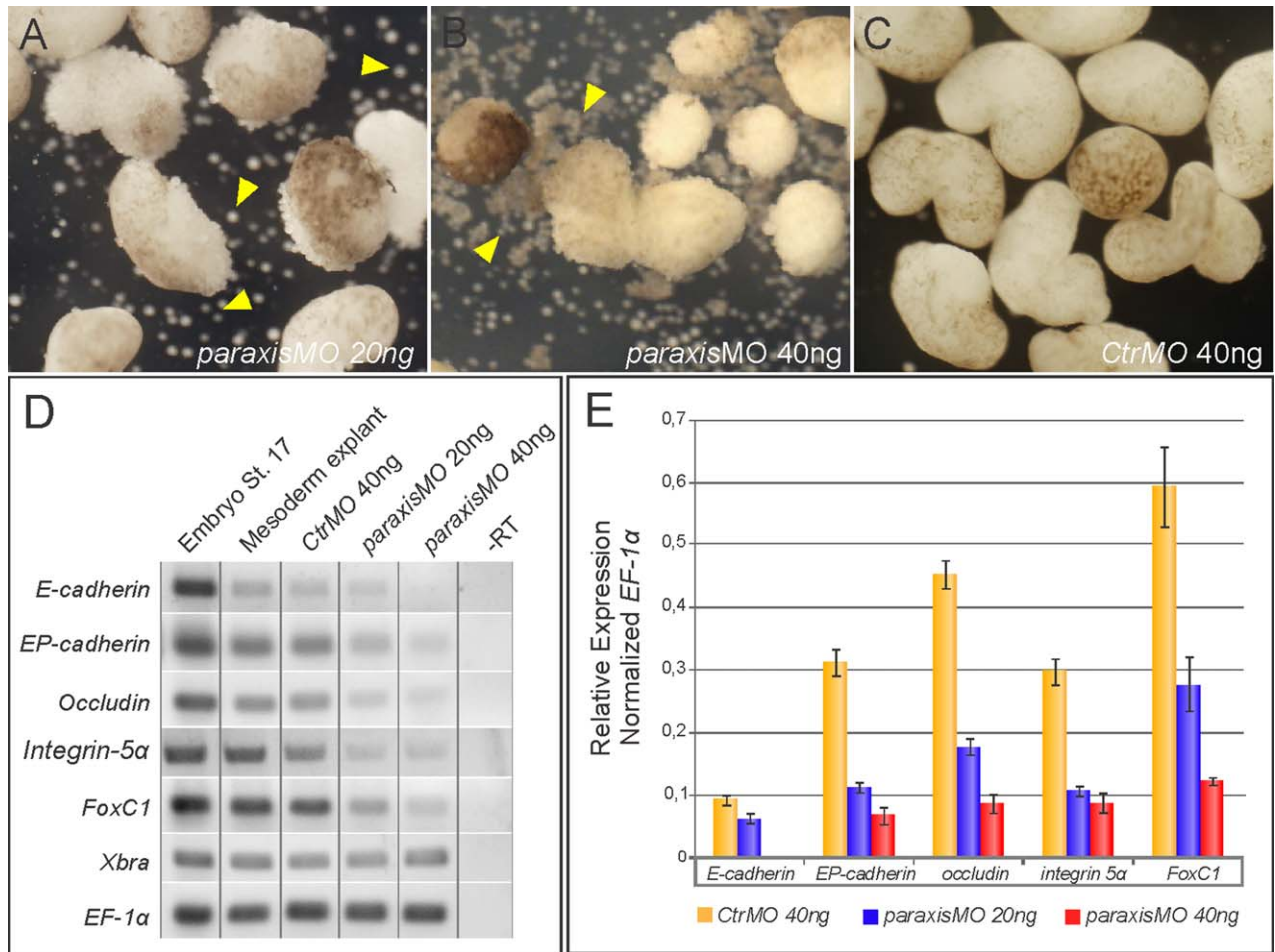 A
B
C
paraxisMO 20ng
paraxisMO 40ng
CtrMO 40ng
D
Embryo St. 17
Mesoderm explant
CtrMO 40ng
paraxisMO 20ng
paraxisMO 40ng
-RT
E-cadherin
EP-cadherin
Occludin
Integrin-5α
FoxC1
Xbra
EF-1α
E
Relative Expression
Normalized EF-1α
0,7
0,6
0,5
0,4
0,3
0,2
0,1
0
E-cadherin
EP-cadherin
occludin
integrin 5α
FoxC1
CtrMO 40ng
paraxisMO 20ng
paraxisMO 40ng